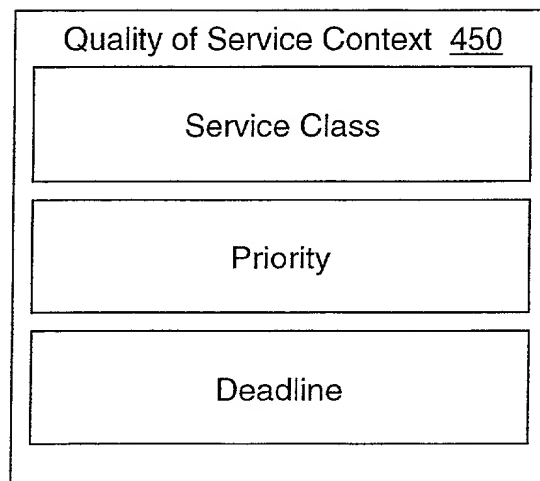 Quality of Service Context 450
Service Class
Priority
Deadline